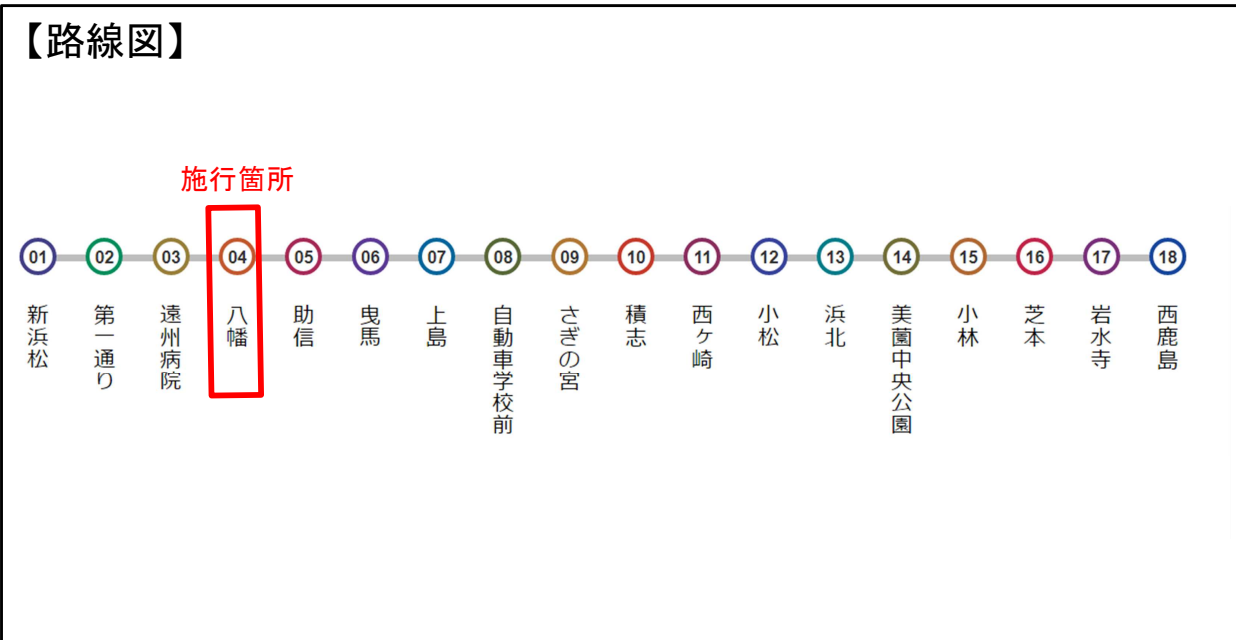 【路線図】
施行箇所
01 02 03 04 05 06 07 08 09 10 11 12 13 14 15 16 17 18
新浜松
第一通り
遠州病院
八幡
助信
曳馬
上島
自動車学校前
さぎの宮
積志
西ヶ崎
小松
浜北
美薗中央公園
小林
芝本
岩水寺
西鹿島